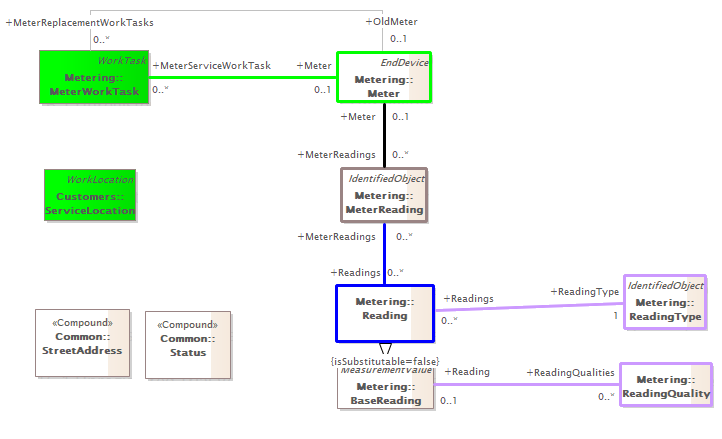 +MeterReplacementWorkTasks
+OldMeter
0..*
0..1
WorkTask
Metering::
MeterWorkTask
+MeterServiceWorkTask
+Meter
0..*
0..1
EndDevice
Metering::
Meter
+Meter
0..1
+MeterReadings
0..*
WorkLocation
Customers::
ServiceLocation
IdentifiedObject
Metering::
MeterReading
+MeterReadings
0..*
+Readings
0..*
Metering::
Reading
+Readings
0..*
+ReadingType
1
IdentifiedObject
Metering::
ReadingType
«Compound»
Common::
StreetAddress
«Compound»
Common::
Status
{isSubstitutable=false}
MeasurementValue
Metering::
BaseReading
+Reading
0..1
+ReadingQualities
0..*
Metering::
ReadingQuality